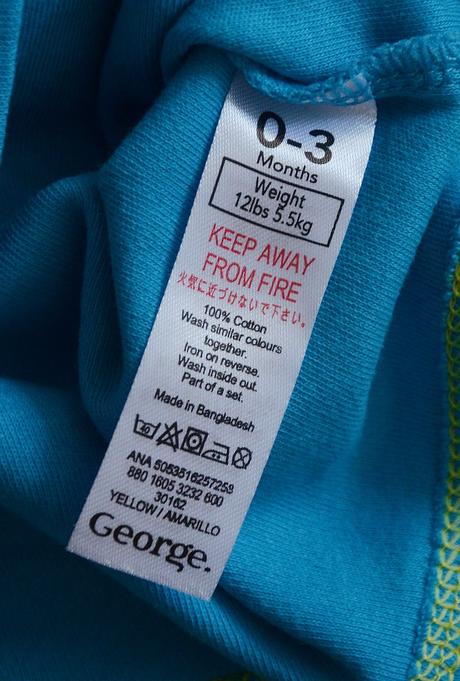 0-3
Months
Weight
12lbs 5.5kg
KEEP AWAY
FROM FIRE
火気に近づけないで下さい。
100% Cotton
Wash similar colours
together.
Iron on reverse.
Wash inside out.
Part of a set.
Made in Bangladesh
40
ANA 5053516257259
880 1605 3232 600
30162
YELLOW/AMARILLO
George.